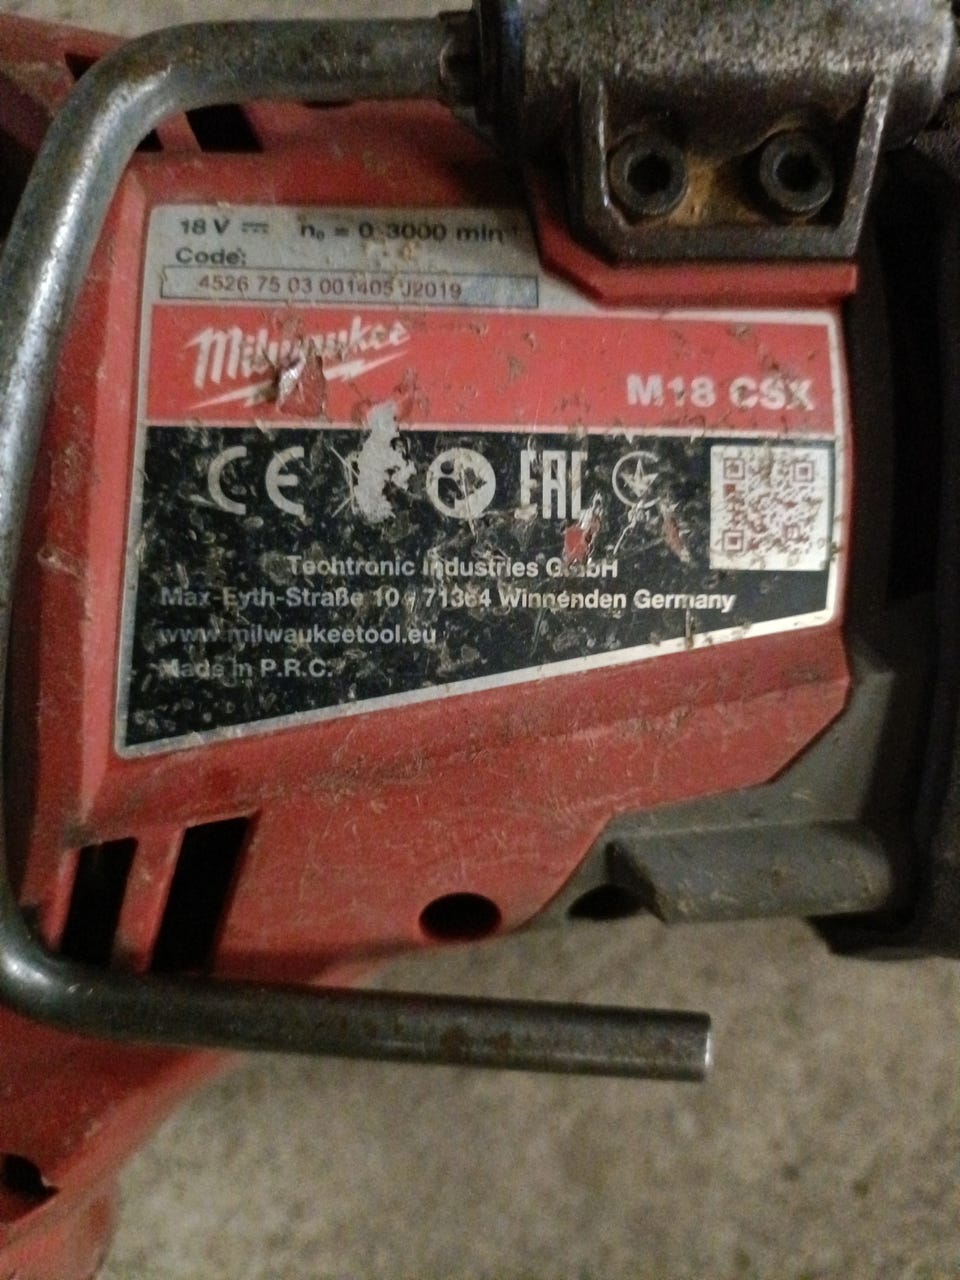 18 V ⎓ n₀ = 0-3000 min⁻¹
Code:
4526 75 03 001405 J2019
Milwaukee
M18 CSX
CE EAC
Techtronic Industries GmbH
Max-Eyth-Straße 10 · 71364 Winnenden Germany
www.milwaukeetool.eu
Made in P.R.C.